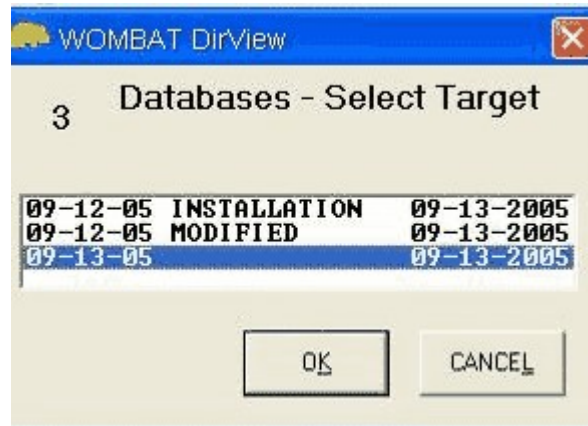 WOMBAT DirView
3 Databases - Select Target
09-12-05 INSTALLATION 09-13-2005
09-12-05 MODIFIED 09-13-2005
09-13-05 09-13-2005
OK CANCEL